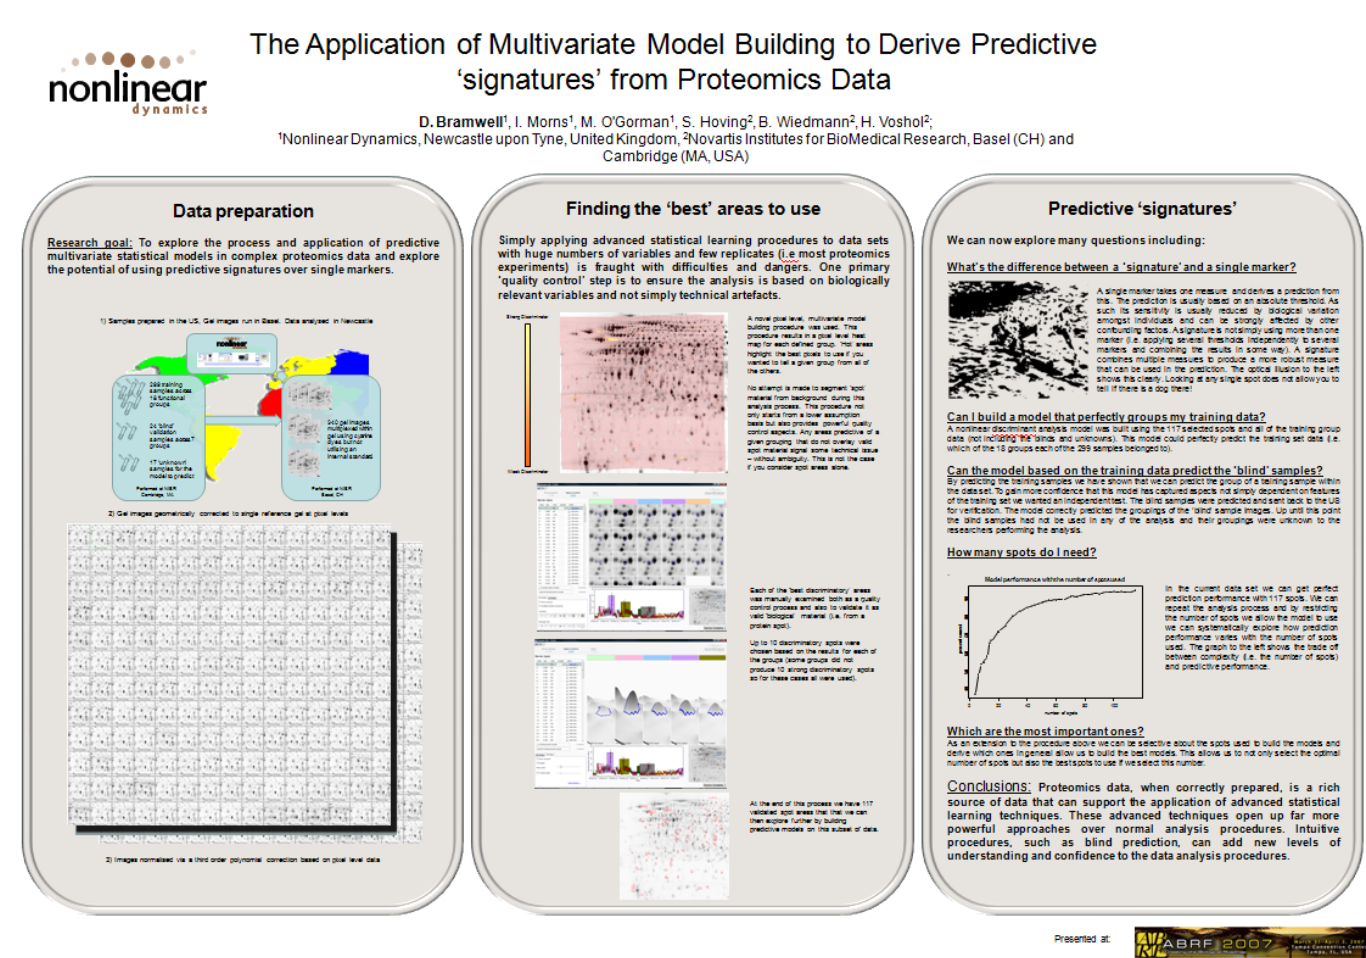 The Application of Multivariate Model Building to Derive Predictive
'signatures' from Proteomics Data
nonlinear
dynamics
D. Bramwell¹, I. Morns¹, M. O'Gorman¹, S. Hoving², B. Wiedmann², H. Voshol²;
¹Nonlinear Dynamics, Newcastle upon Tyne, United Kingdom, ²Novartis Institutes for BioMedical Research, Basel (CH) and
Cambridge (MA, USA)
Data preparation
Research goal: To explore the process and application of predictive
multivariate statistical models in complex proteomics data and explore
the potential of using predictive signatures over single markers.
1) Samples prepared in the US, Gel images run in Basel. Data analysed in Newcastle
nonlinear
299 training
samples across
18 functional
groups
24 'blind'
validation
samples across 7
groups
17 'unknown'
samples for the
model to predict
Performed at NIBR
Cambridge, MA
340 gel images
multiplexed within
gel using cyanine
dyes but not
utilising an
internal standard
Performed at NIBR
Basel, CH
2) Gel images geometrically corrected to single reference gel at pixel levels
3) Images normalised via a third order polynomial correction based on pixel level data
Finding the 'best' areas to use
Simply applying advanced statistical learning procedures to data sets
with huge numbers of variables and few replicates (i.e most proteomics
experiments) is fraught with difficulties and dangers. One primary
'quality control' step is to ensure the analysis is based on biologically
relevant variables and not simply technical artefacts.
Strong Discriminator
Weak Discriminator
A novel pixel level, multivariate model
building procedure was used. This
procedure results in a pixel level heat
map for each defined group. 'Hot' areas
highlight the best pixels to use if you
wanted to tell a given group from all of
the others.
No attempt is made to segment 'spot'
material from background during this
analysis process. This procedure not
only starts from a lower assumption
basis but also provides powerful quality
control aspects. Any areas predictive of a
given grouping that do not overlay valid
spot material signal some technical issue
– without ambiguity. This is not the case
if you consider spot areas alone.
Each of the 'best discriminatory' areas
was manually examined both as a quality
control process and also to validate it as
valid 'biological' material (i.e. from a
protein spot).
Up to 10 discriminatory spots were
chosen based on the results for each of
the groups (some groups did not
produce 10 strong discriminatory spots
so for these cases all were used).
At the end of this process we have 117
validated spot areas that that we can
then explore further by building
predictive models on this subset of data.
Predictive 'signatures'
We can now explore many questions including:
What's the difference between a 'signature' and a single marker?
A single marker takes one measure and derives a prediction from
this. The prediction is usually based on an absolute threshold. As
such its sensitivity is usually reduced by biological variation
amongst individuals and can be strongly affected by other
confounding factors. A signature is not simply using more than one
marker (i.e. applying several thresholds independently to several
markers and combining the results in some way). A signature
combines multiple measures to produce a more robust measure
that can be used in the prediction. The optical illusion to the left
shows this clearly. Looking at any single spot does not allow you to
tell if there is a dog there!
Can I build a model that perfectly groups my training data?
A nonlinear discriminant analysis model was built using the 117 selected spots and all of the training group
data (not including the blinds and unknowns). This model could perfectly predict the training set data (i.e.
which of the 18 groups each of the 299 samples belonged to).
Can the model based on the training data predict the 'blind' samples?
By predicting the training samples we have shown that we can predict the group of a training sample within
the data set. To gain more confidence that this model has captured aspects not simply dependent on features
of the training set we wanted an independent test. The blind samples were predicted and sent back to the US
for verification. The model correctly predicted the groupings of the 'blind' sample images. Up until this point
the blind samples had not be used in any of the analysis and their groupings were unknown to the
researchers performing the analysis.
How many spots do I need?
Model performance with the number of spots used
percent correct
0 20 40 60 80 100
number of spots
In the current data set we can get perfect
prediction performance with 117 spots. We can
repeat the analysis process and by restricting
the number of spots we allow the model to use
we can systematically explore how prediction
performance varies with the number of spots
used. The graph to the left shows the trade off
between complexity (i.e. the number of spots)
and predictive performance.
Which are the most important ones?
As an extension to the procedure above we can be selective about the spots used to build the models and
derive which ones in general allow us to build the best models. This allows us to not only select the optimal
number of spots but also the best spots to use if we select this number.
Conclusions: Proteomics data, when correctly prepared, is a rich
source of data that can support the application of advanced statistical
learning techniques. These advanced techniques open up far more
powerful approaches over normal analysis procedures. Intuitive
procedures, such as blind prediction, can add new levels of
understanding and confidence to the data analysis procedures.
Presented at:
ABRF 2007
Tampa, FL, USA